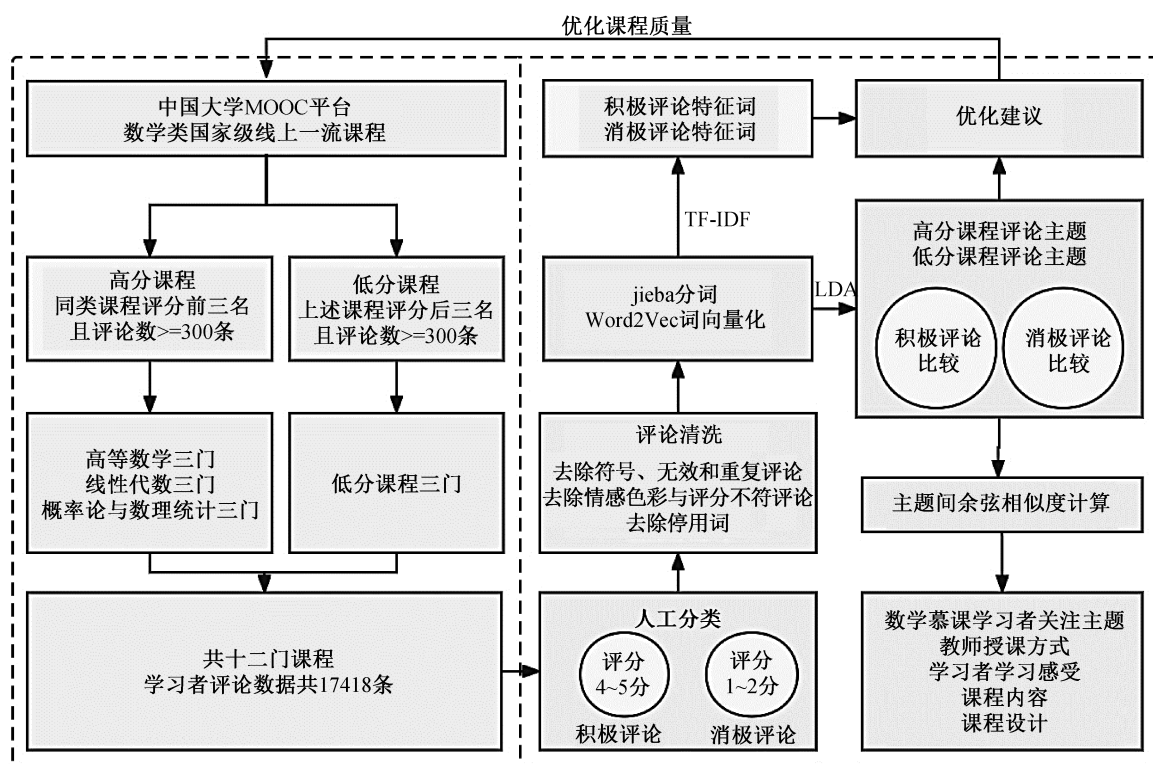 优化课程质量
中国大学MOOC平台
数学类国家级线上一流课程
高分课程
同类课程评分前三名
且评论数>=300条
低分课程
上述课程评分后三名
且评论数>=300条
高等数学三门
线性代数三门
概率论与数理统计三门
低分课程三门
共十二门课程
学习者评论数据共17418条
积极评论特征词
消极评论特征词
TF-IDF
jieba分词
Word2Vec词向量化
LDA
评论清洗
去除符号、无效和重复评论
去除情感色彩与评分不符评论
去除停用词
人工分类
评分
4~5分
评分
1~2分
积极评论
消极评论
优化建议
高分课程评论主题
低分课程评论主题
积极评论
比较
消极评论
比较
主题间余弦相似度计算
数学慕课学习者关注主题
教师授课方式
学习者学习感受
课程内容
课程设计